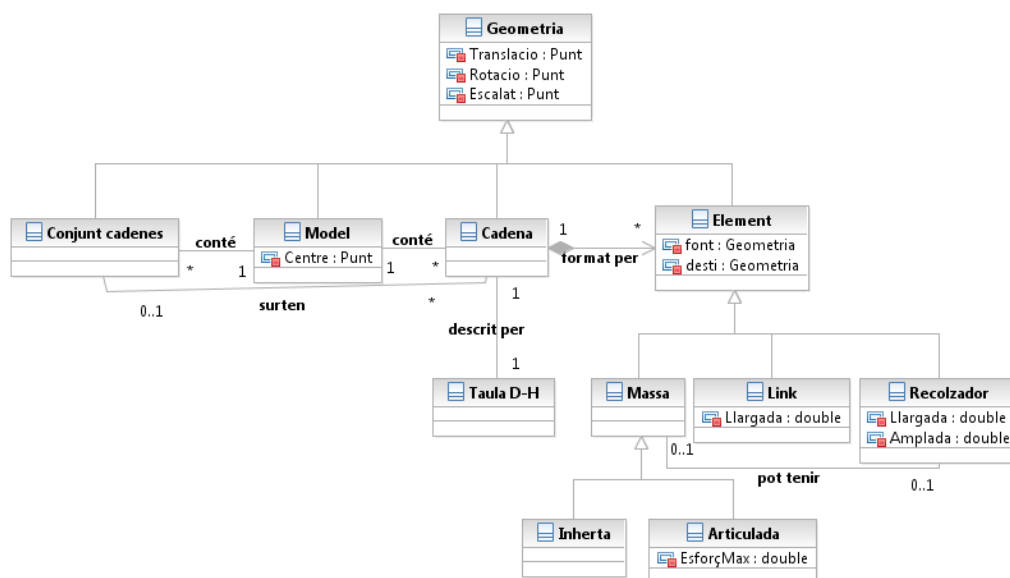 Geometria
Translacio : Punt
Rotacio : Punt
Escalat : Punt
Conjunt cadenes
conté
* 1
Model
Centre : Punt
conté
1 *
Cadena
1 *
format per
Element
font : Geometria
desti : Geometria
0..1 *
surten
1
descrit per
1
Taula D-H
Massa
Link
Llargada : double
Recolzador
Llargada : double
Amplada : double
0..1
pot tenir
0..1
Inherta
Articulada
EsforçMax : double